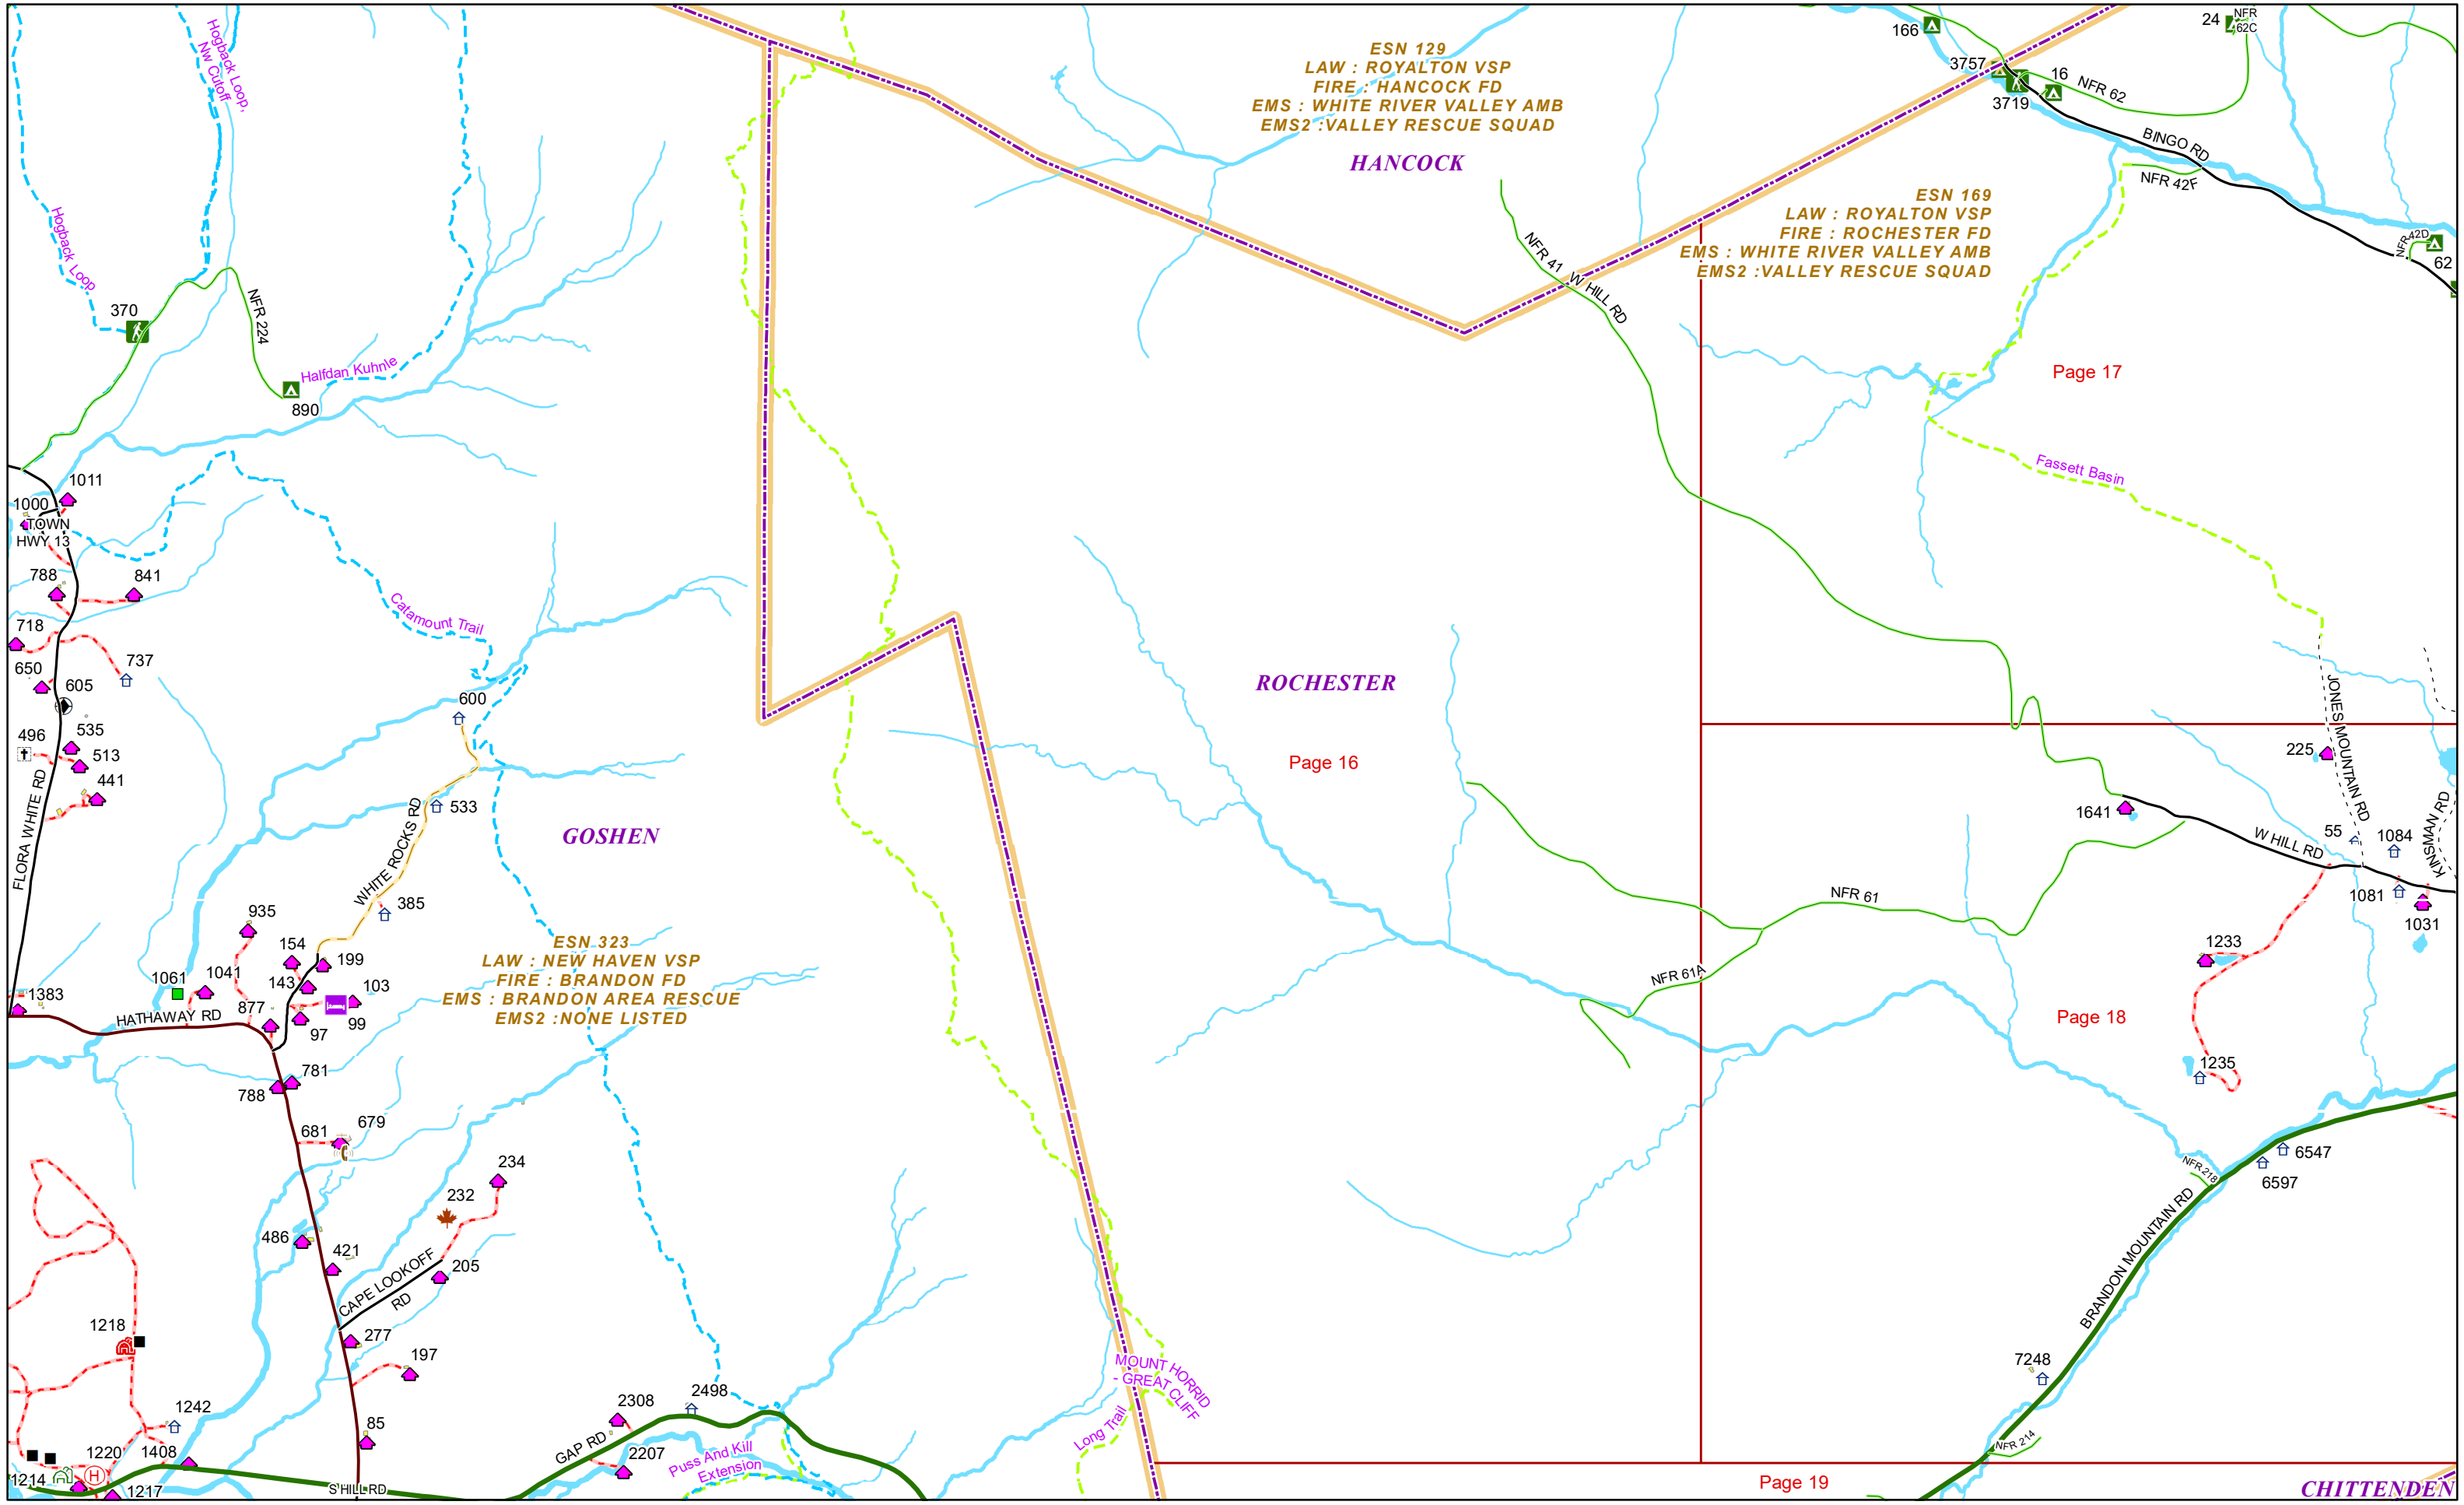 Hogback Loop,
Nw Cutoff
ESN 129
LAW : ROYALTON VSP
FIRE : HANCOCK FD
EMS : WHITE RIVER VALLEY AMB
EMS2 :VALLEY RESCUE SQUAD
HANCOCK
166
24
NFR
62C
3757
16
NFR 62
3719
BINGO RD
NFR 42F
ESN 169
LAW : ROYALTON VSP
FIRE : ROCHESTER FD
EMS : WHITE RIVER VALLEY AMB
EMS2 :VALLEY RESCUE SQUAD
NFR 42D
62
Hogback Loop
370
NFR 224
Halfdan Kuhnle
890
NFR 41
W HILL RD
Page 17
Fassett Basin
1011
1000
TOWN
HWY 13
788
841
Catamount Trail
718
737
650
605
600
ROCHESTER
Page 16
535
496
513
441
FLORA WHITE RD
533
WHITE ROCKS RD
GOSHEN
JONES MOUNTAIN RD
225
1641
W HILL RD
55
1084
KINSMAN RD
1081
1031
385
935
NFR 61
ESN 323
LAW : NEW HAVEN VSP
FIRE : BRANDON FD
EMS : BRANDON AREA RESCUE
EMS2 :NONE LISTED
154
199
143
103
1061
1041
1383
HATHAWAY RD
877
97
99
NFR 61A
1233
Page 18
1235
781
788
681
679
234
232
486
421
CAPE LOOKOFF
RD
205
277
197
NFR 218
6547
6597
BRANDON MOUNTAIN RD
1218
MOUNT HORRID
- GREAT CLIFF
Long Trail
7248
1242
85
2308
2498
GAP RD
2207
Puss And Kill
Extension
1220
1408
1214
H
1217
S HILL RD
NFR 214
Page 19
CHITTENDEN